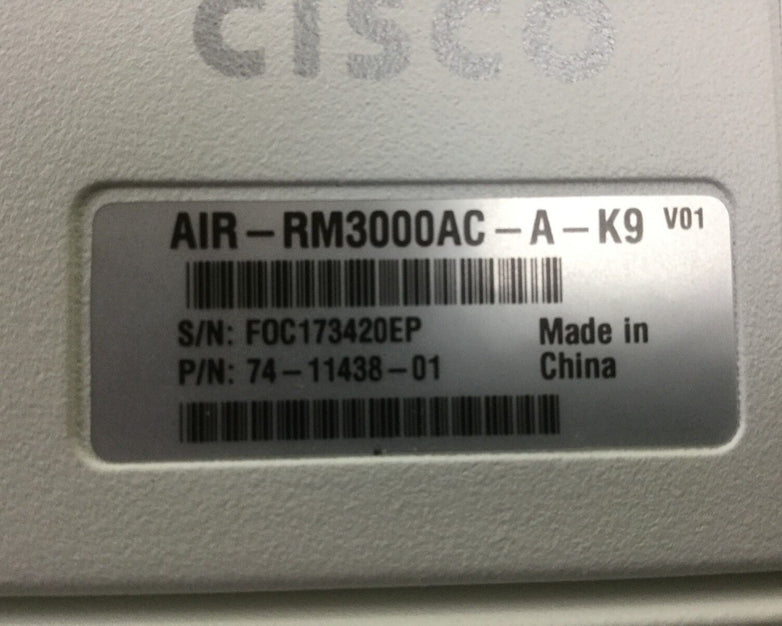 CISCO
AIR-RM3000AC-A-K9 V01
S/N: FOC173420EP
P/N: 74-11438-01
Made in
China